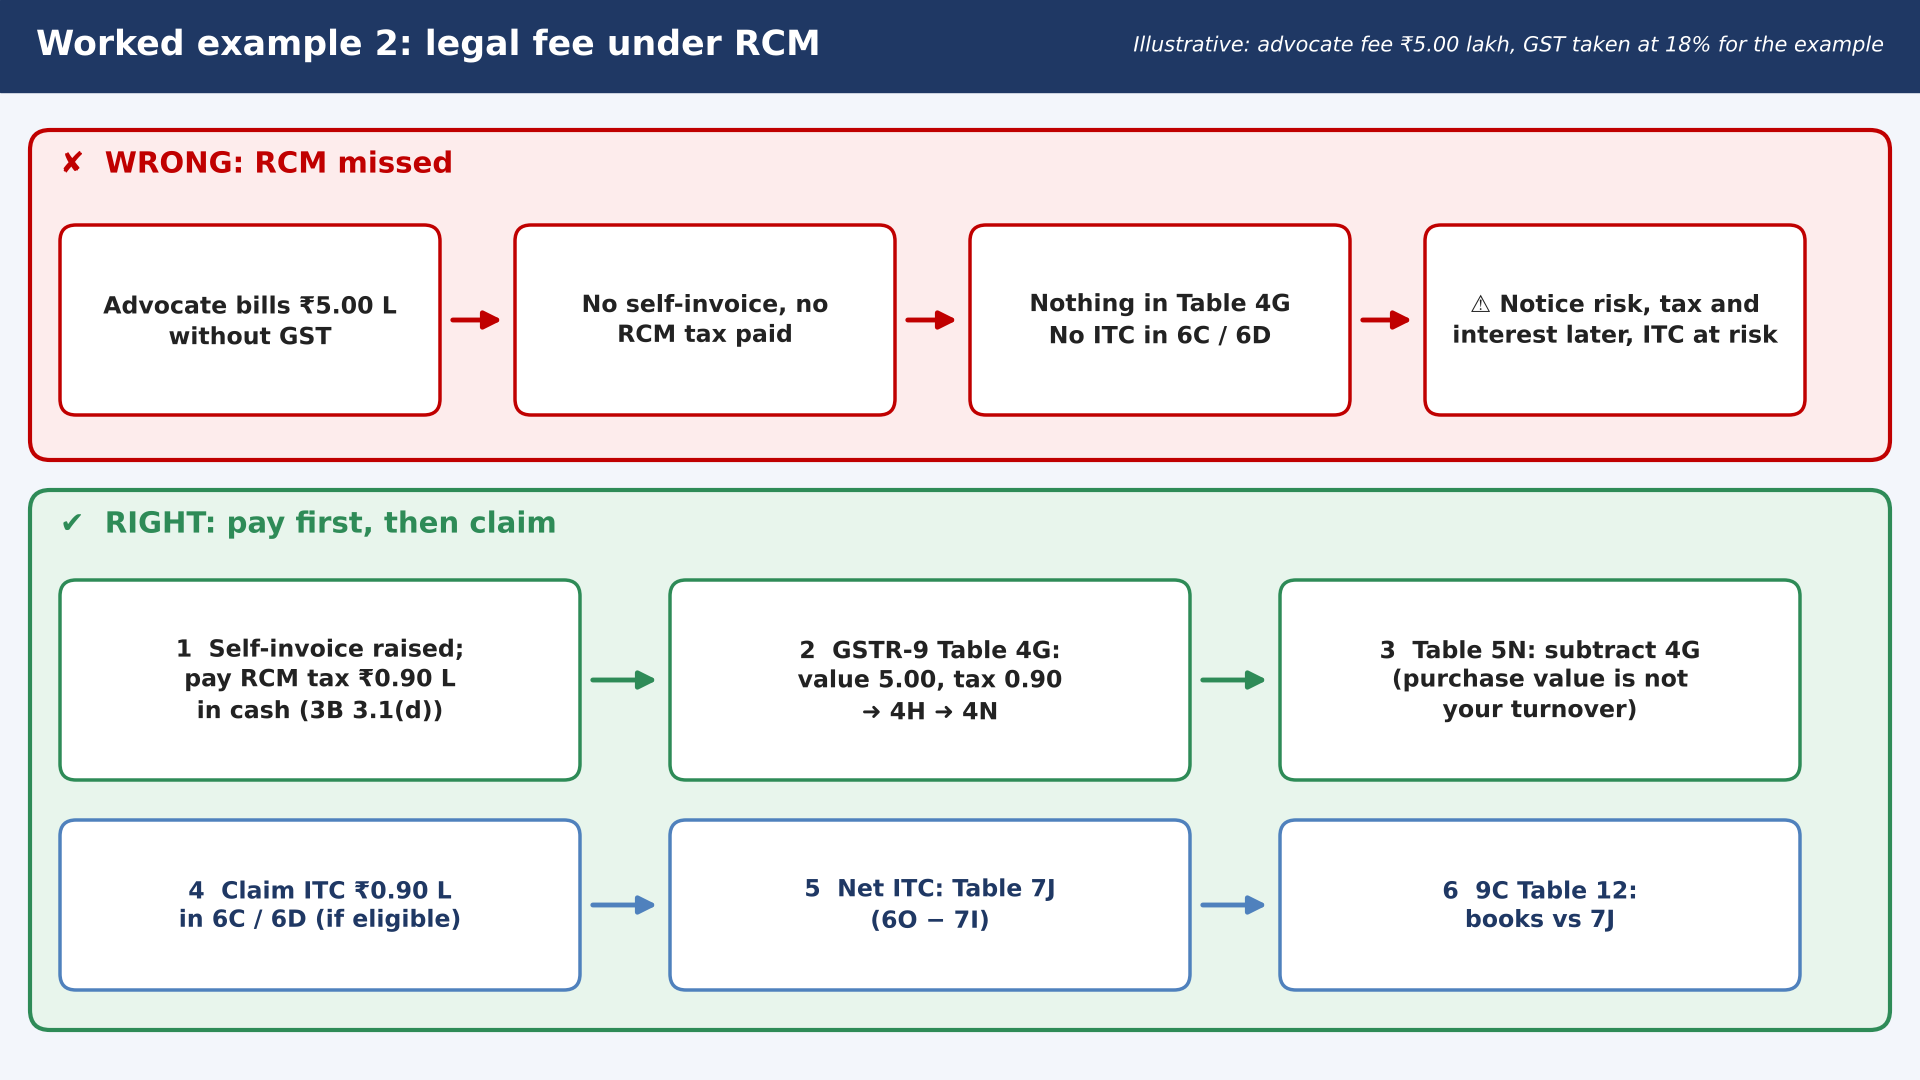 Worked example 2: legal fee under RCM
Illustrative: advocate fee ₹5.00 lakh, GST taken at 18% for the example
✘ WRONG: RCM missed
Advocate bills ₹5.00 L
without GST
No self-invoice, no
RCM tax paid
Nothing in Table 4G
No ITC in 6C / 6D
⚠ Notice risk, tax and
interest later, ITC at risk
✔ RIGHT: pay first, then claim
1 Self-invoice raised;
pay RCM tax ₹0.90 L
in cash (3B 3.1(d))
2 GSTR-9 Table 4G:
value 5.00, tax 0.90
→ 4H → 4N
3 Table 5N: subtract 4G
(purchase value is not
your turnover)
4 Claim ITC ₹0.90 L
in 6C / 6D (if eligible)
5 Net ITC: Table 7J
(6O − 7I)
6 9C Table 12:
books vs 7J